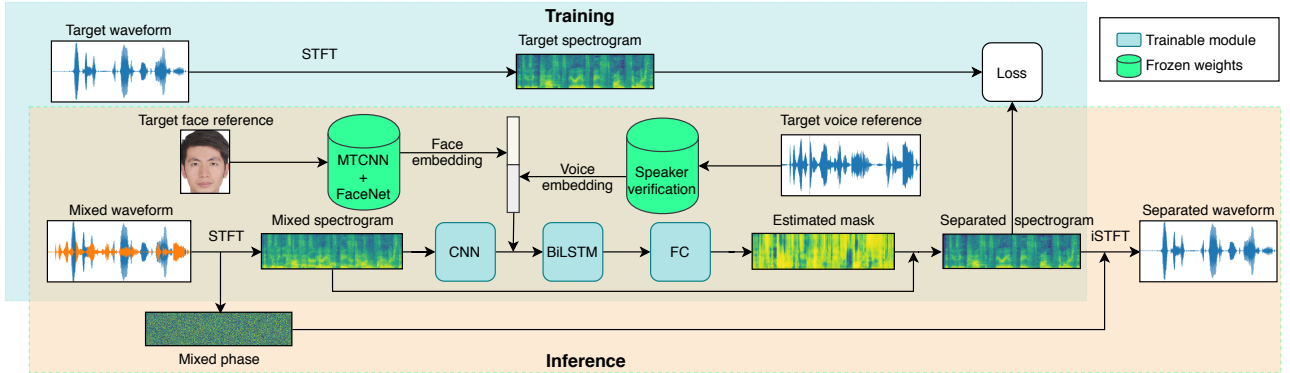 Training
Target waveform
STFT
Target spectrogram
Loss
Trainable module
Frozen weights
Target face reference
MTCNN
+
FaceNet
Face
embedding
Voice
embedding
Speaker
verification
Target voice reference
Mixed waveform
STFT
Mixed spectrogram
CNN
BiLSTM
FC
Estimated mask
Separated spectrogram
iSTFT
Separated waveform
Mixed phase
Inference